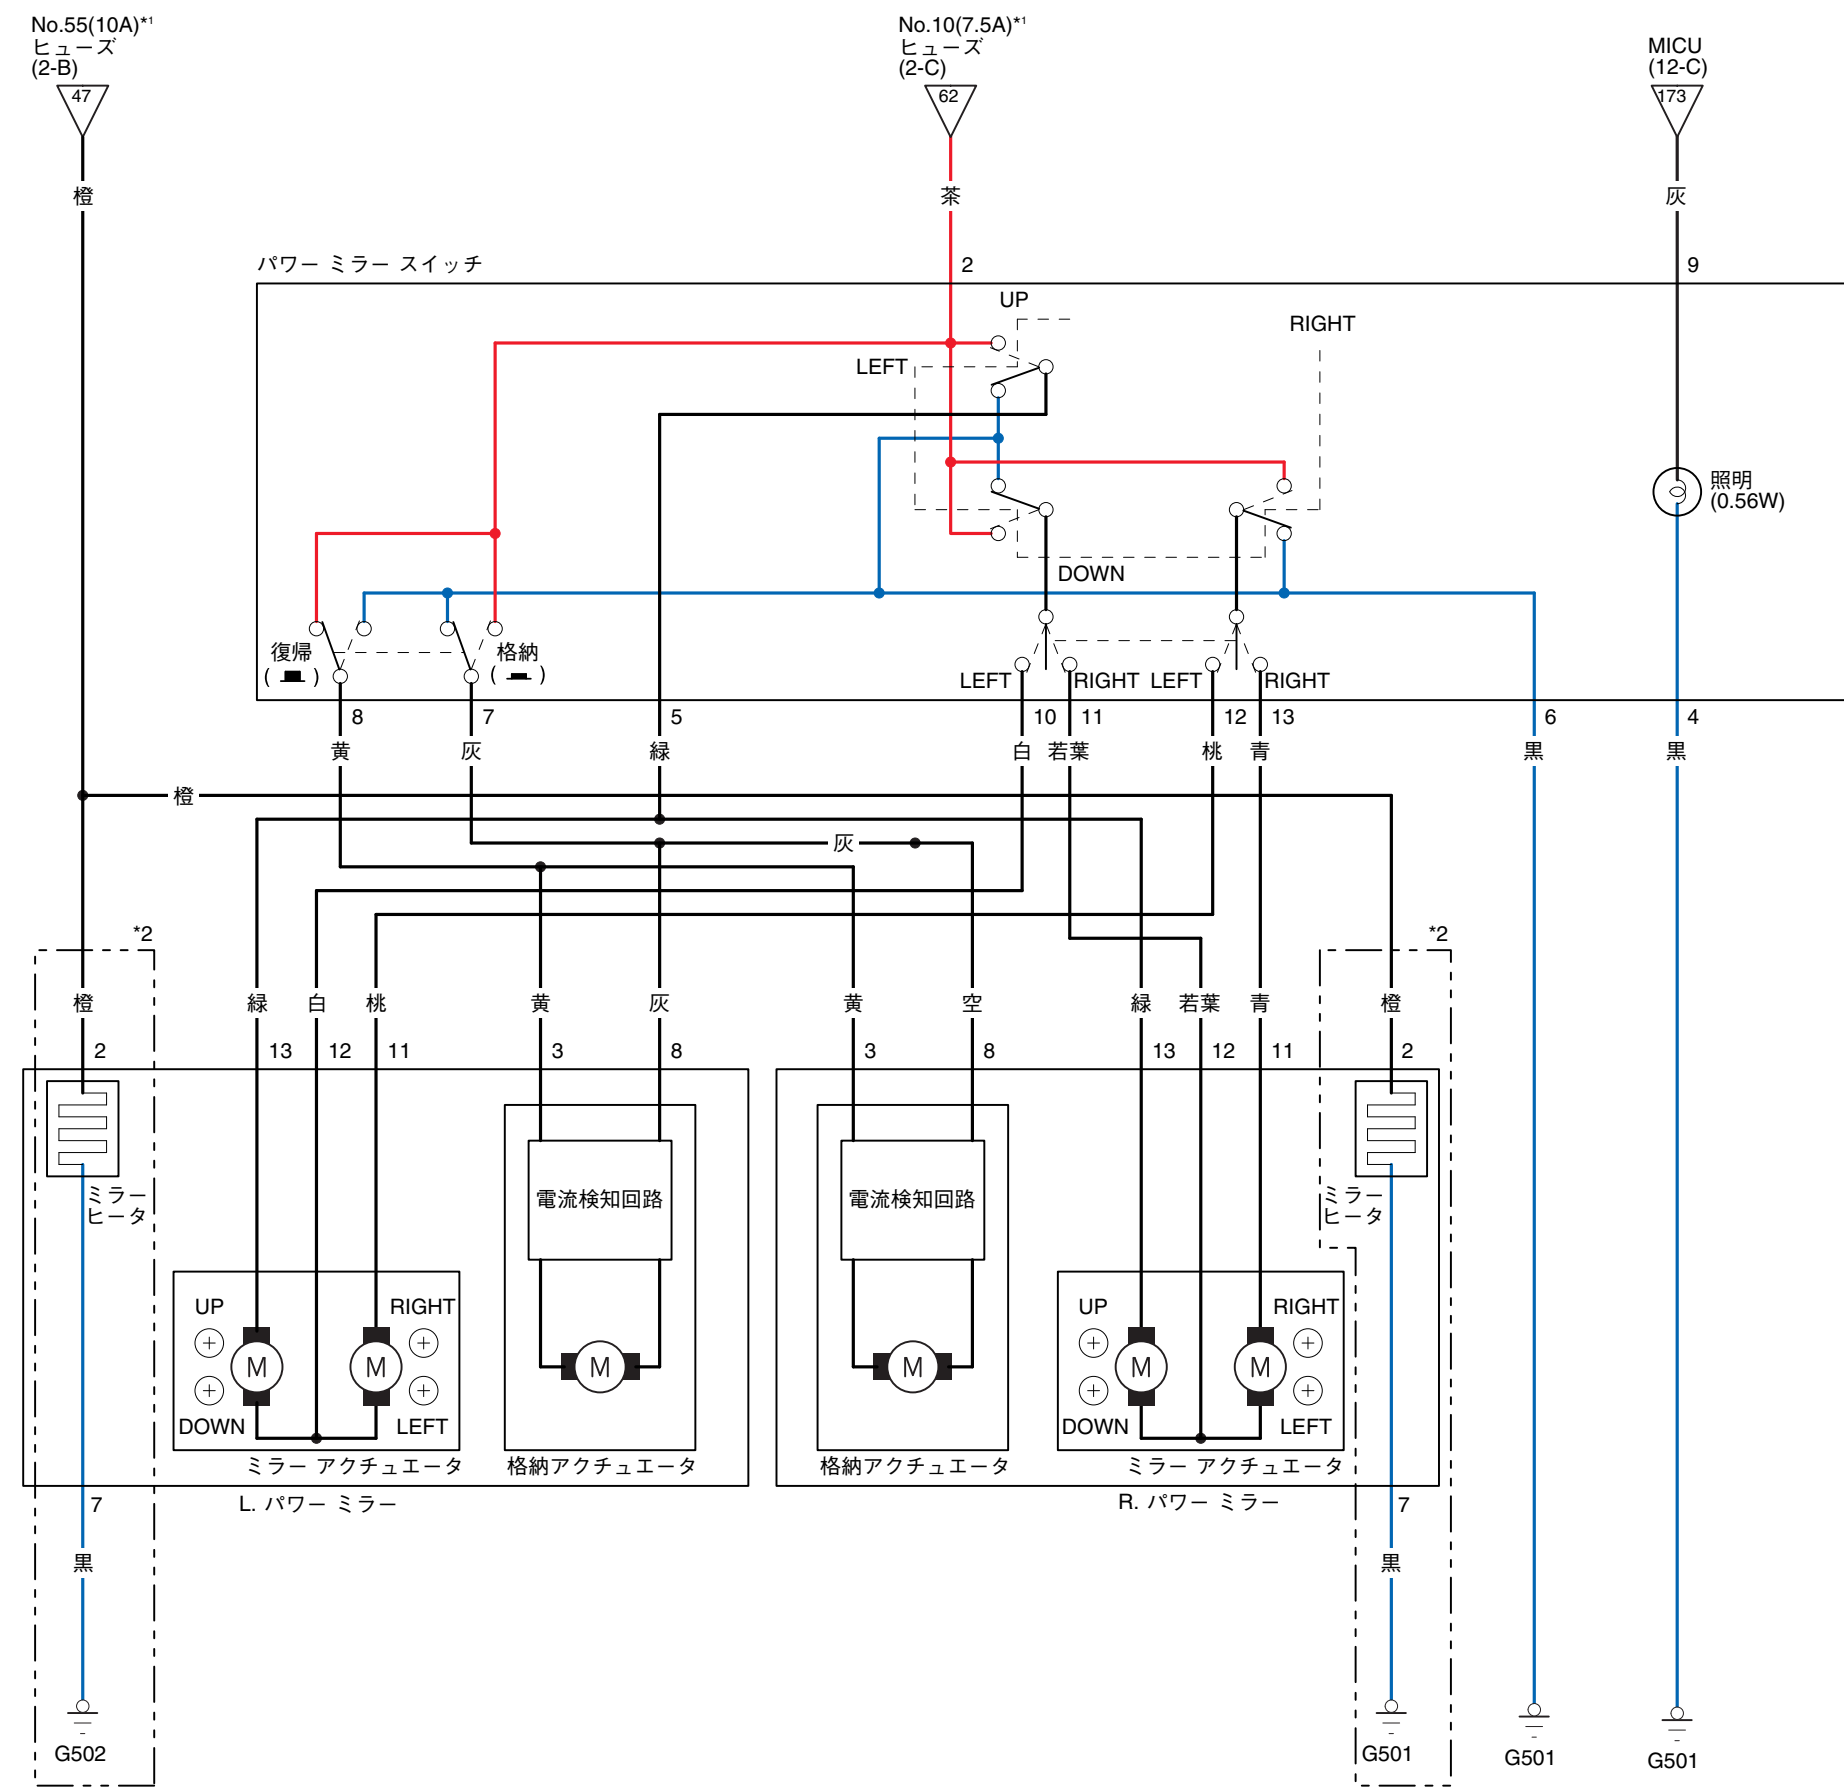 No.55(10A)*1
ヒューズ
(2-B)
47
No.10(7.5A)*1
ヒューズ
(2-C)
62
MICU
(12-C)
173
橙
茶
灰
パワー ミラー スイッチ
2
9
UP
RIGHT
LEFT
照明
(0.56W)
DOWN
復帰
( )
格納
( )
LEFT
RIGHT
LEFT
RIGHT
8
7
5
10
11
12
13
6
4
黄
灰
緑
白
若葉
桃
青
黒
黒
橙
灰
*2
*2
橙
緑
白
桃
黄
灰
黄
空
緑
若葉
青
橙
2
13
12
11
3
8
3
8
13
12
11
2
ミラー
ヒータ
電流検知回路
電流検知回路
ミラー
ヒータ
UP
RIGHT
M
M
DOWN
LEFT
M
M
UP
RIGHT
M
M
DOWN
LEFT
ミラー アクチュエータ
格納アクチュエータ
格納アクチュエータ
ミラー アクチュエータ
7
L. パワー ミラー
R. パワー ミラー
7
黒
黒
G502
G501
G501
G501